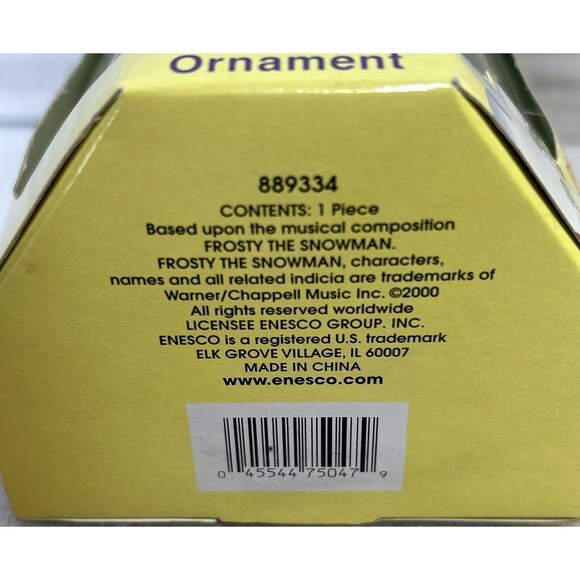 Ornament
889334
CONTENTS: 1 Piece
Based upon the musical composition
FROSTY THE SNOWMAN.
FROSTY THE SNOWMAN, characters,
names and all related indicia are trademarks of
Warner/Chappell Music Inc. ©2000
All rights reserved worldwide
LICENSEE ENESCO GROUP. INC.
ENESCO is a registered U.S. trademark
ELK GROVE VILLAGE, IL 60007
MADE IN CHINA
www.enesco.com
0 45544 75047 9